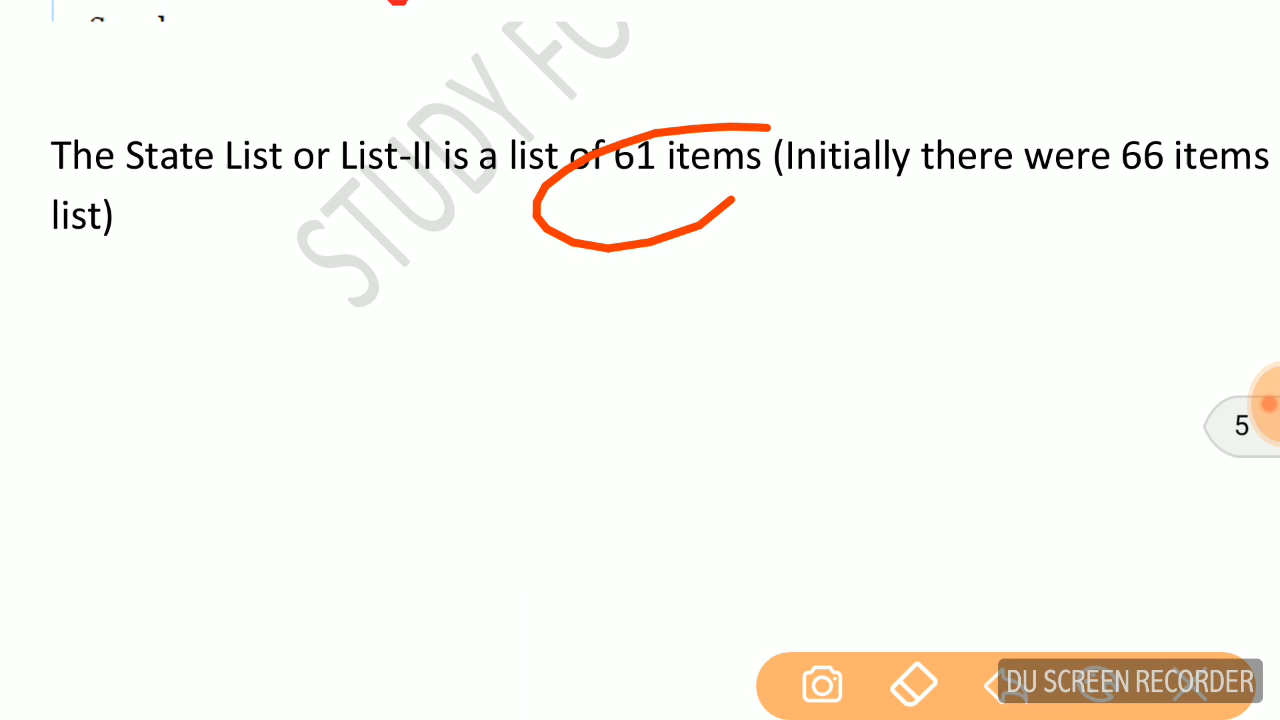 The State List or List-II is a list of 61 items (Initially there were 66 items
list)
STUDY FO
5
DU SCREEN RECORDER